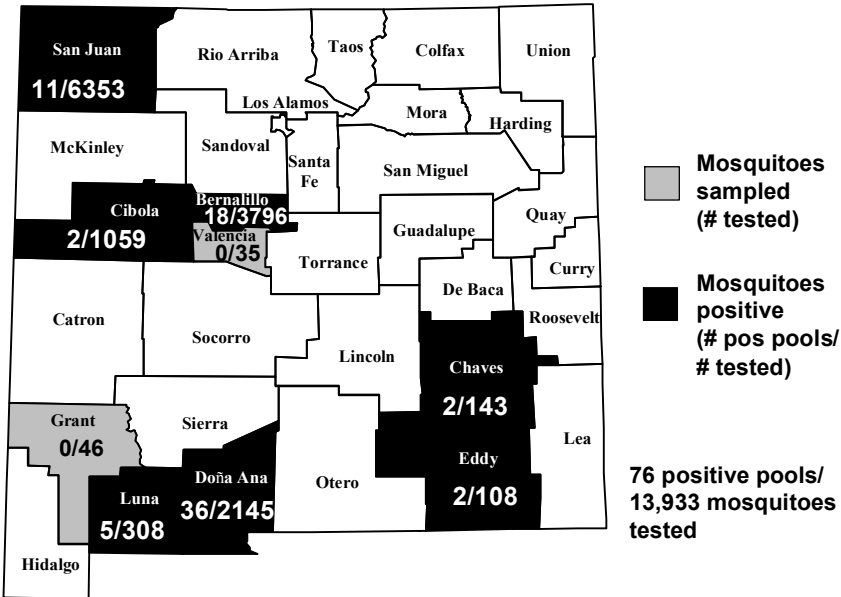 San Juan
11/6353
Rio Arriba
Taos
Colfax
Union
Los Alamos
Mora
Harding
McKinley
Sandoval
Santa
Fe
San Miguel
Bernalillo
18/3796
Cibola
2/1059
Valencia
0/35
Torrance
Guadalupe
Quay
Curry
De Baca
Roosevelt
Catron
Socorro
Lincoln
Chaves
2/143
Grant
0/46
Sierra
Lea
Eddy
2/108
Doña Ana
36/2145
Otero
Luna
5/308
Hidalgo
Mosquitoes
sampled
(# tested)
Mosquitoes
positive
(# pos pools/
# tested)
76 positive pools/
13,933 mosquitoes
tested